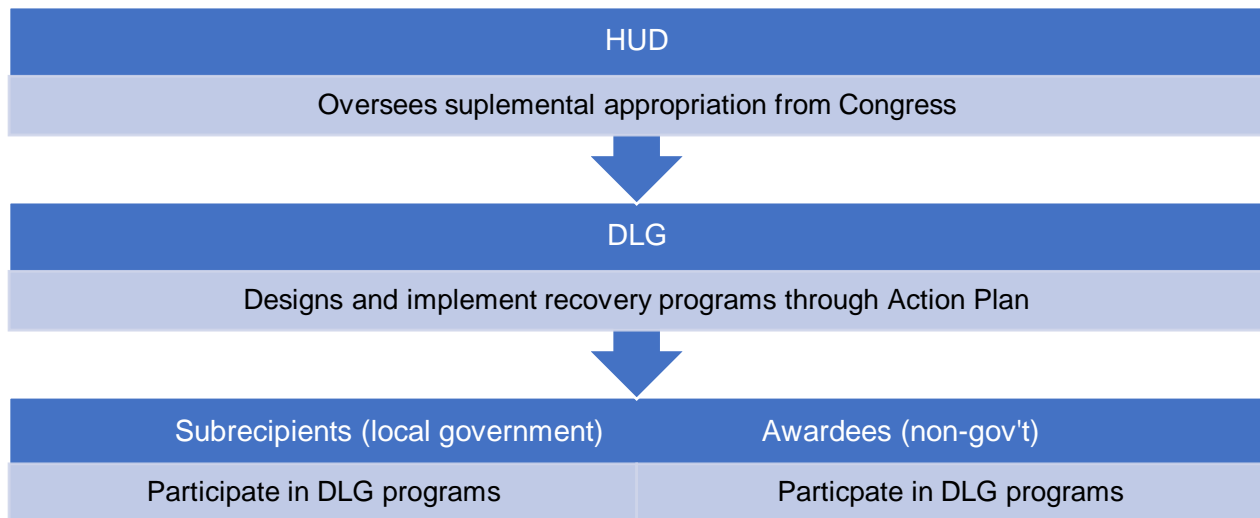 HUD
Oversees suplemental appropriation from Congress
DLG
Designs and implement recovery programs through Action Plan
Subrecipients (local government)
Awardees (non-gov't)
Participate in DLG programs
Particpate in DLG programs